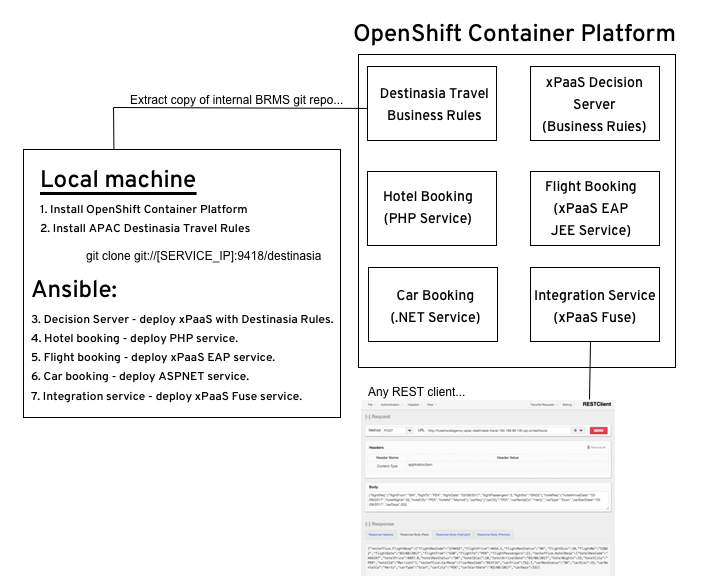 OpenShift Container Platform
Extract copy of internal BRMS git repo...
Destinasia Travel
Business Rules
xPaaS Decision
Server
(Business Ruies)
Local machine
1. Install OpenShift Container Platform
2. Install APAC Destinasia Travel Rules
git clone git://[SERVICE_IP]:9418/destinasia
Hotel Booking
(PHP Service)
Flight Booking
(xPaaS EAP
JEE Service)
Ansible:
3. Decision Server - deploy xPaaS with Destinasia Rules.
4. Hotel booking - deploy PHP service.
5. Flight booking - deploy xPaaS EAP service.
6. Car booking - deploy ASPNET service.
7. Integration service - deploy xPaaS Fuse service.
Car Booking
(.NET Service)
Integration Service
(xPaaS Fuse)
Any REST client...
RESTClient
[-] Request
Method POST URL
SEND
Headers
Header Name Header Value
Content-Type application/json
Body
[-] Response
Response Headers Response Body (Raw) Response Body (Highlight) Response Body (Preview)